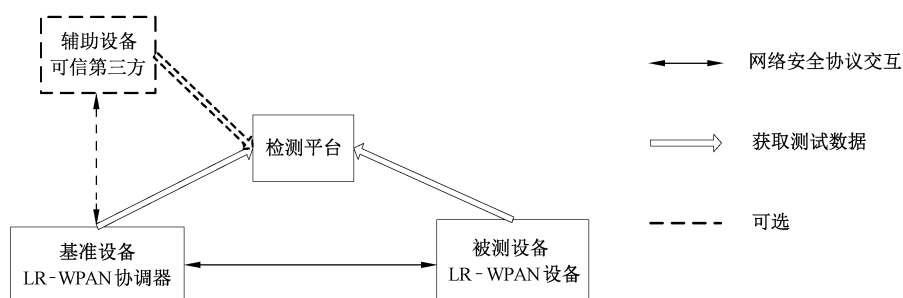 辅助设备
可信第三方
检测平台
基准设备
LR-WPAN协调器
被测设备
LR-WPAN设备
网络安全协议交互
获取测试数据
可选